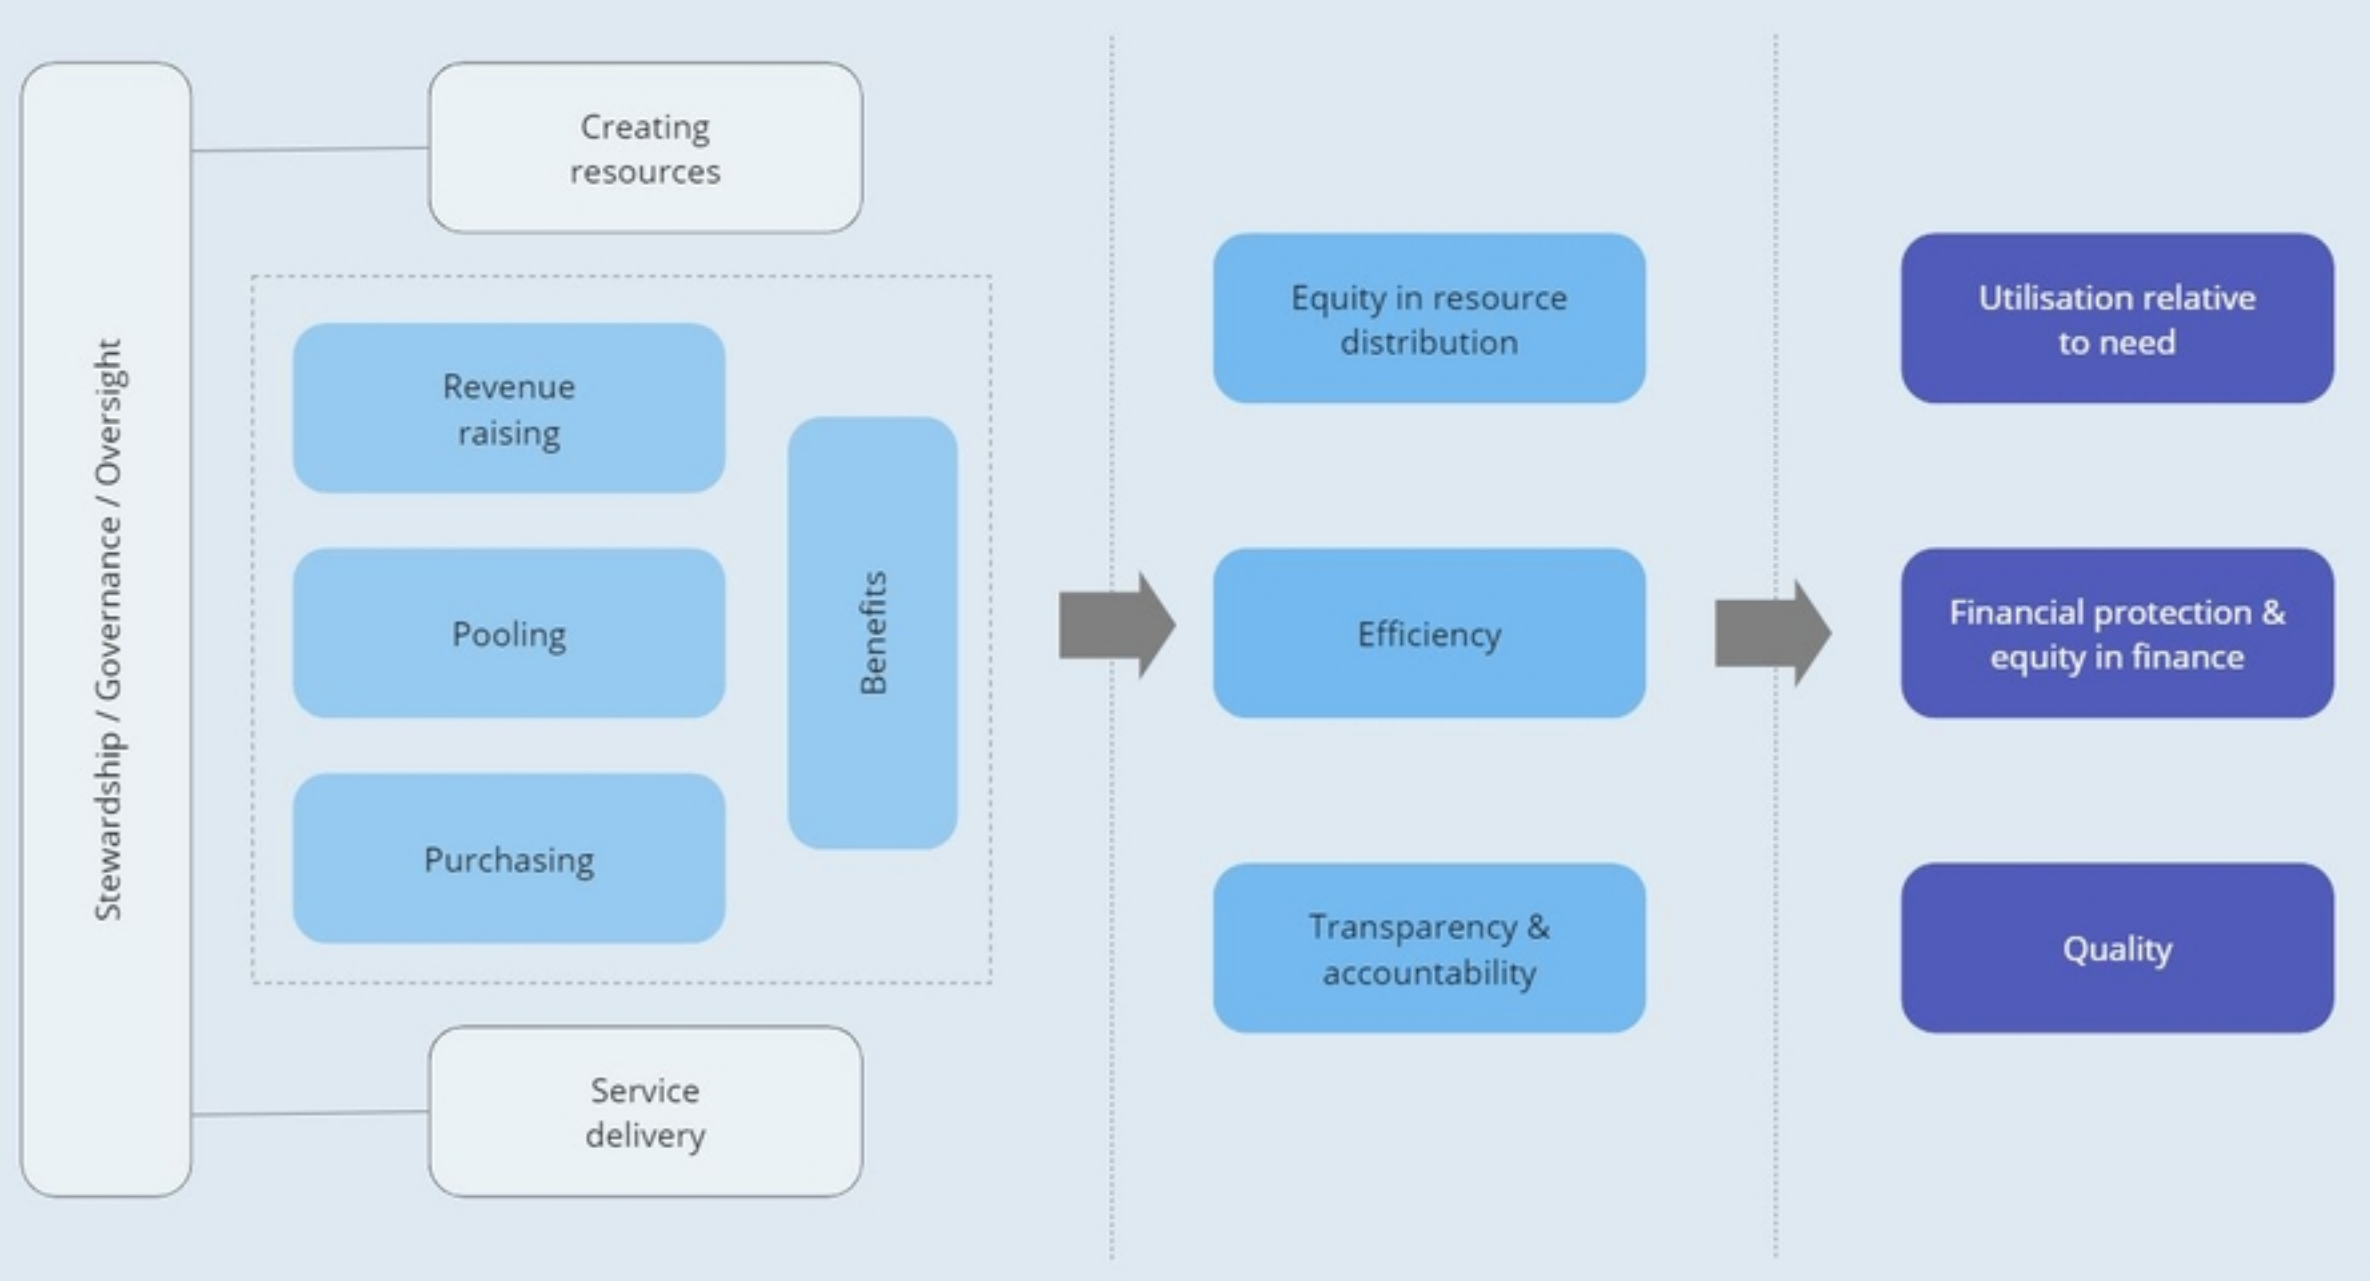 Stewardship / Governance / Oversight
Creating
resources
Revenue
raising
Pooling
Purchasing
Benefits
Service
delivery
Equity in resource
distribution
Efficiency
Transparency &
accountability
Utilisation relative
to need
Financial protection &
equity in finance
Quality